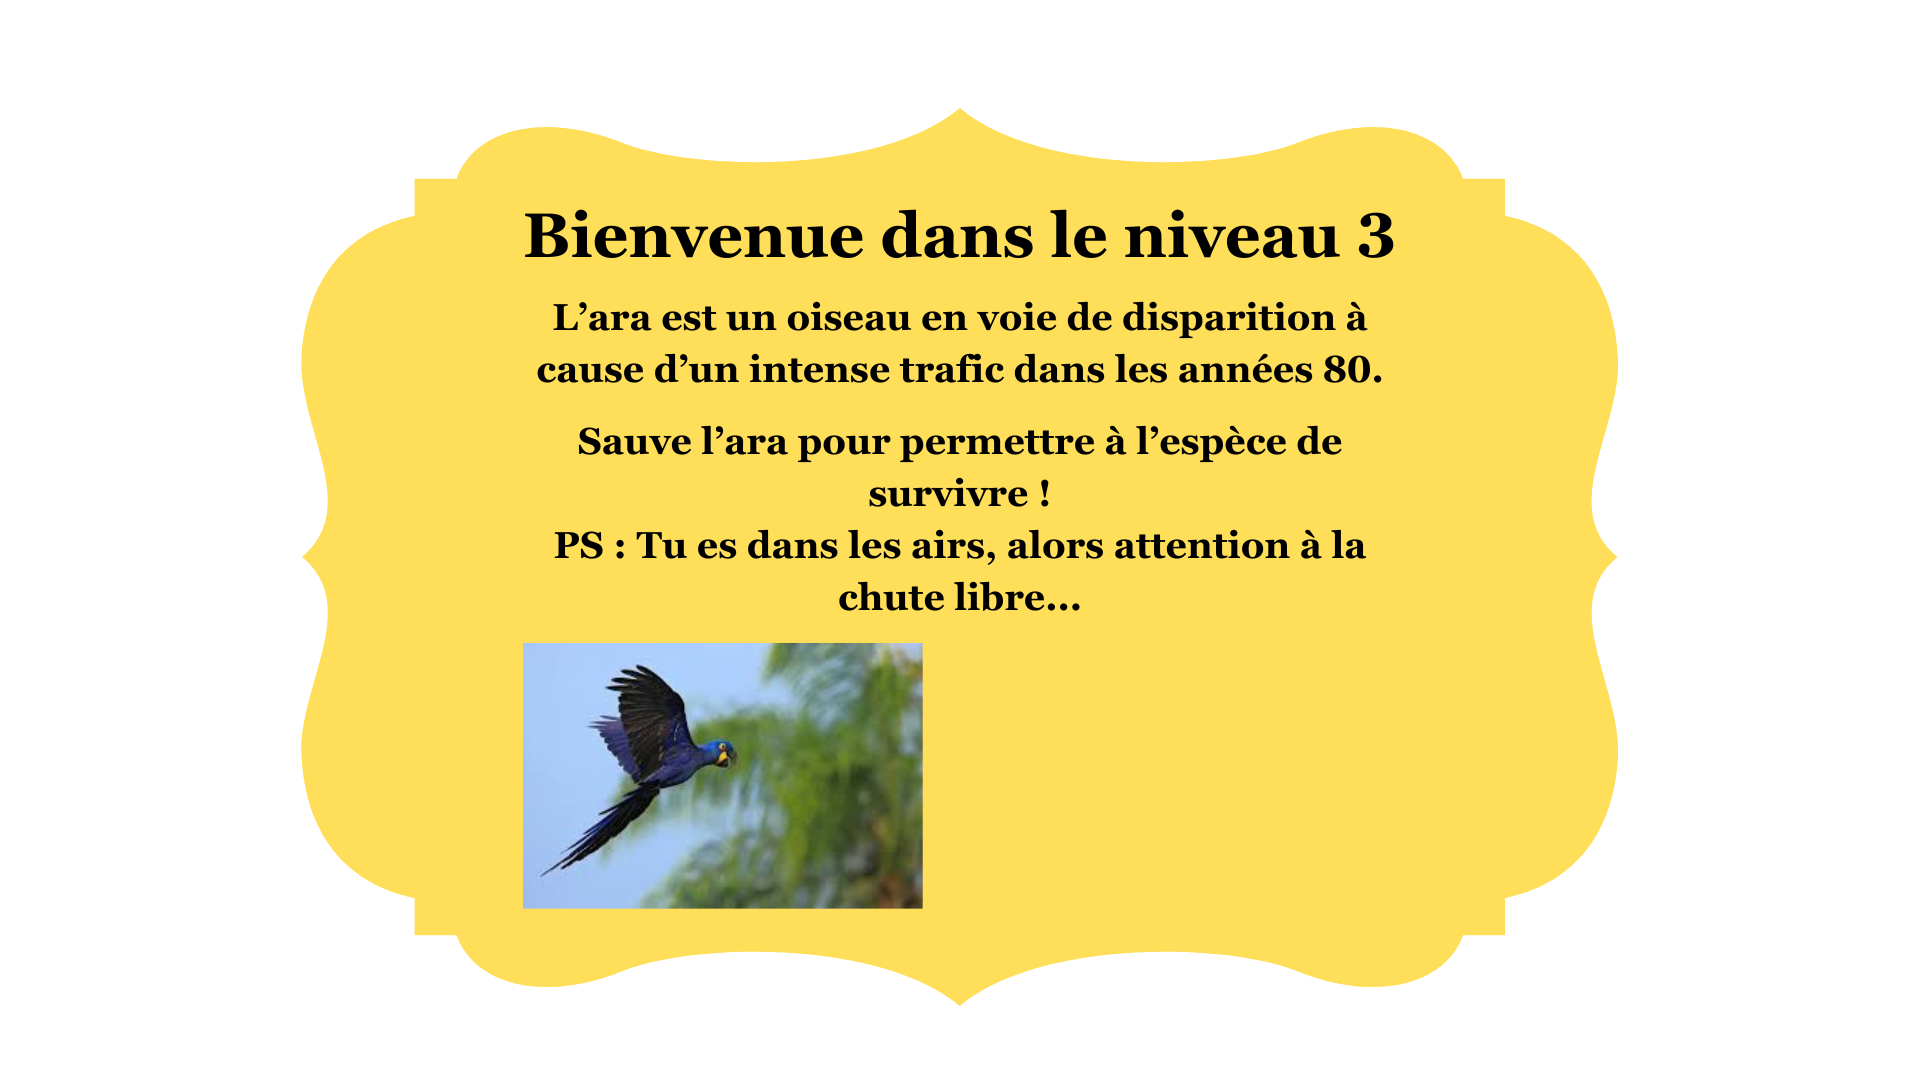 Bienvenue dans le niveau 3
L’ara est un oiseau en voie de disparition à
cause d’un intense trafic dans les années 80.
Sauve l’ara pour permettre à l’espèce de
survivre !
PS : Tu es dans les airs, alors attention à la
chute libre...